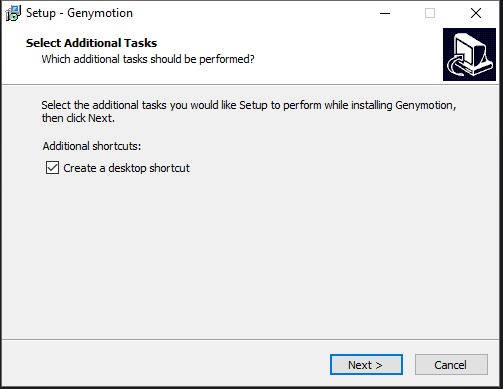 Setup - Genymotion
Select Additional Tasks
Which additional tasks should be performed?
Select the additional tasks you would like Setup to perform while installing Genymotion,
then click Next.
Additional shortcuts:
Create a desktop shortcut
Next >
Cancel